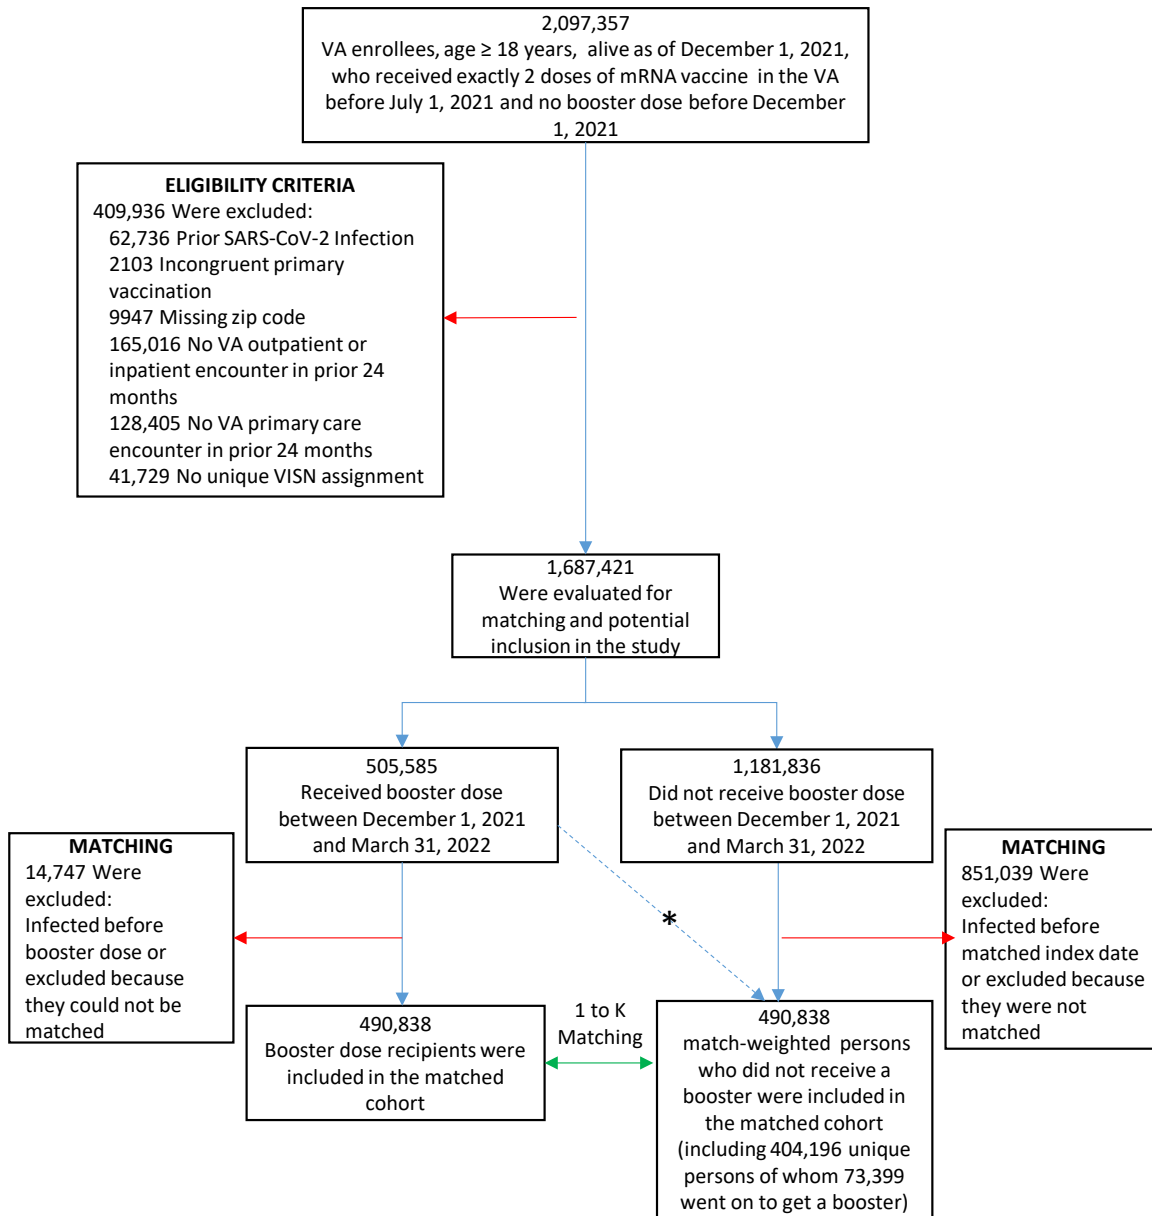 2,097,357
VA enrollees, age ≥ 18 years, alive as of December 1, 2021,
who received exactly 2 doses of mRNA vaccine in the VA
before July 1, 2021 and no booster dose before December
1, 2021
ELIGIBILITY CRITERIA
409,936 Were excluded:
62,736 Prior SARS-CoV-2 Infection
2103 Incongruent primary
vaccination
9947 Missing zip code
165,016 No VA outpatient or
inpatient encounter in prior 24
months
128,405 No VA primary care
encounter in prior 24 months
41,729 No unique VISN assignment
1,687,421
Were evaluated for
matching and potential
inclusion in the study
505,585
Received booster dose
between December 1, 2021
and March 31, 2022
1,181,836
Did not receive booster dose
between December 1, 2021
and March 31, 2022
MATCHING
14,747 Were
excluded:
Infected before
booster dose or
excluded because
they could not be
matched
*
MATCHING
851,039 Were
excluded:
Infected before
matched index date
or excluded because
they were not
matched
490,838
Booster dose recipients were
included in the matched
cohort
1 to K
Matching
490,838
match-weighted persons
who did not receive a
booster were included in
the matched cohort
(including 404,196 unique
persons of whom 73,399
went on to get a booster)